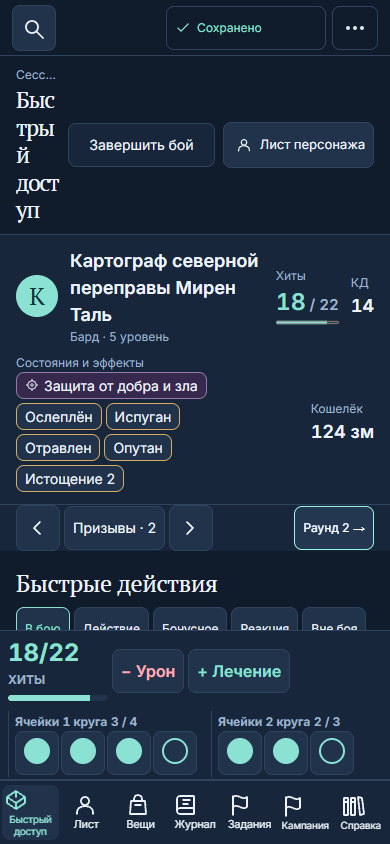 Сохранено
Сесс...
Быс
тры
й
дост
уп
Завершить бой
Лист персонажа
К
Картограф северной
переправы Мирен
Таль
Бард · 5 уровень
Хиты
18 / 22
КД
14
Состояния и эффекты
Защита от добра и зла
Ослеплён
Испуган
Отравлен
Опутан
Истощение 2
Кошелёк
124 зм
Призывы · 2
Раунд 2 →
Быстрые действия
В бою
Действие
Бонусное
Реакция
Вне боя
18/22
ХИТЫ
− Урон
+ Лечение
Ячейки 1 круга 3 / 4
Ячейки 2 круга 2 / 3
Быстрый
доступ
Лист
Вещи
Журнал
Задания
Кампания
Справка